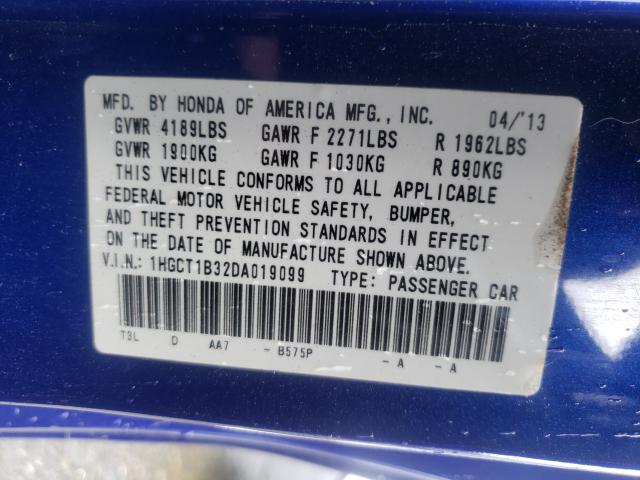 MFD. BY HONDA OF AMERICA MFG., INC. 04/'13
GVWR 4189LBS GAWR F 2271LBS R 1962LBS
GVWR 1900KG GAWR F 1030KG R 890KG
THIS VEHICLE CONFORMS TO ALL APPLICABLE
FEDERAL MOTOR VEHICLE SAFETY, BUMPER,
AND THEFT PREVENTION STANDARDS IN EFFECT
ON THE DATE OF MANUFACTURE SHOWN ABOVE.
V.I.N.: 1HGCT1B32DA019099 TYPE: PASSENGER CAR
T3L D AA7 - B575P - A - A